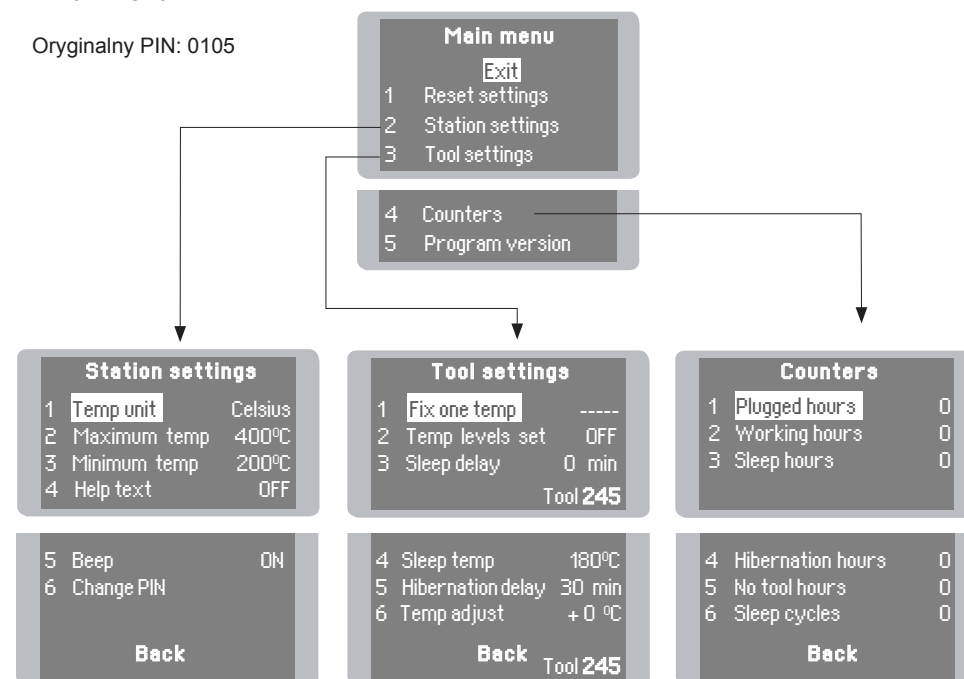 Oryginalny PIN: 0105
Main menu
Exit
1 Reset settings
2 Station settings
3 Tool settings
4 Counters
5 Program version
Station settings
1 Temp unit Celsius
2 Maximum temp 400ºC
3 Minimum temp 200ºC
4 Help text OFF
5 Beep ON
6 Change PIN
Back
Tool settings
1 Fix one temp -----
2 Temp levels set OFF
3 Sleep delay 0 min
Tool 245
4 Sleep temp 180ºC
5 Hibernation delay 30 min
6 Temp adjust +0 ºC
Back
Tool 245
Counters
1 Plugged hours 0
2 Working hours 0
3 Sleep hours 0
4 Hibernation hours 0
5 No tool hours 0
6 Sleep cycles 0
Back